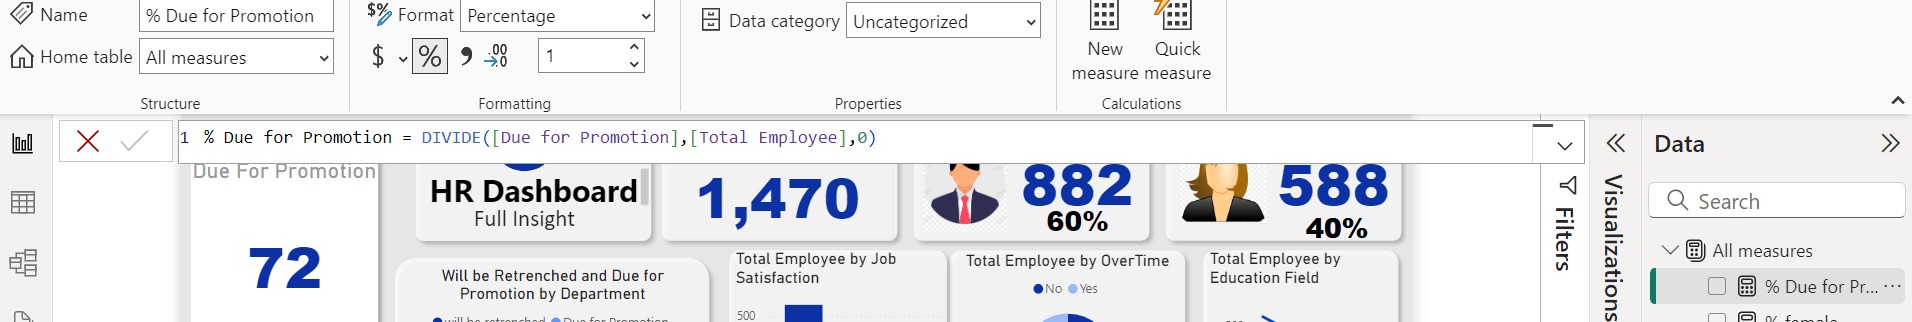 Name
% Due for Promotion
Format
Percentage
Data category
Uncategorized
Home table
All measures
$
%
1
New
measure
Quick
measure
Structure
Formatting
Properties
Calculations
1 % Due for Promotion = DIVIDE([Due for Promotion],[Total Employee],0)
Data
Due For Promotion
72
HR Dashboard
Full Insight
1,470
882
60%
588
40%
Search
Filters
Visualizations
Will be Retrenched and Due for
Promotion by Department
will be retrenched Due for Promotion
Total Employee by Job
Satisfaction
500
Total Employee by OverTime
No Yes
Total Employee by
Education Field
All measures
% Due for Pr...
% female